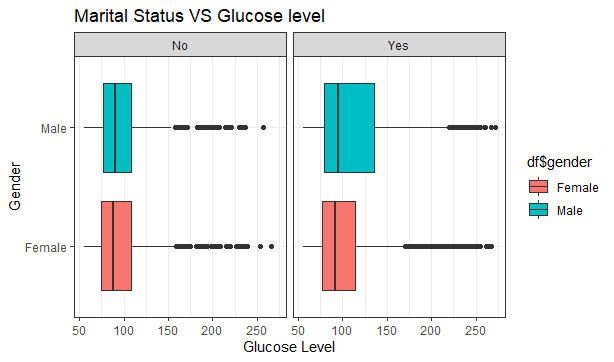 Marital Status VS Glucose level
No Yes
Gender
Male
Female
50 100 150 200 250 50 100 150 200 250
Glucose Level
df$gender
Female
Male